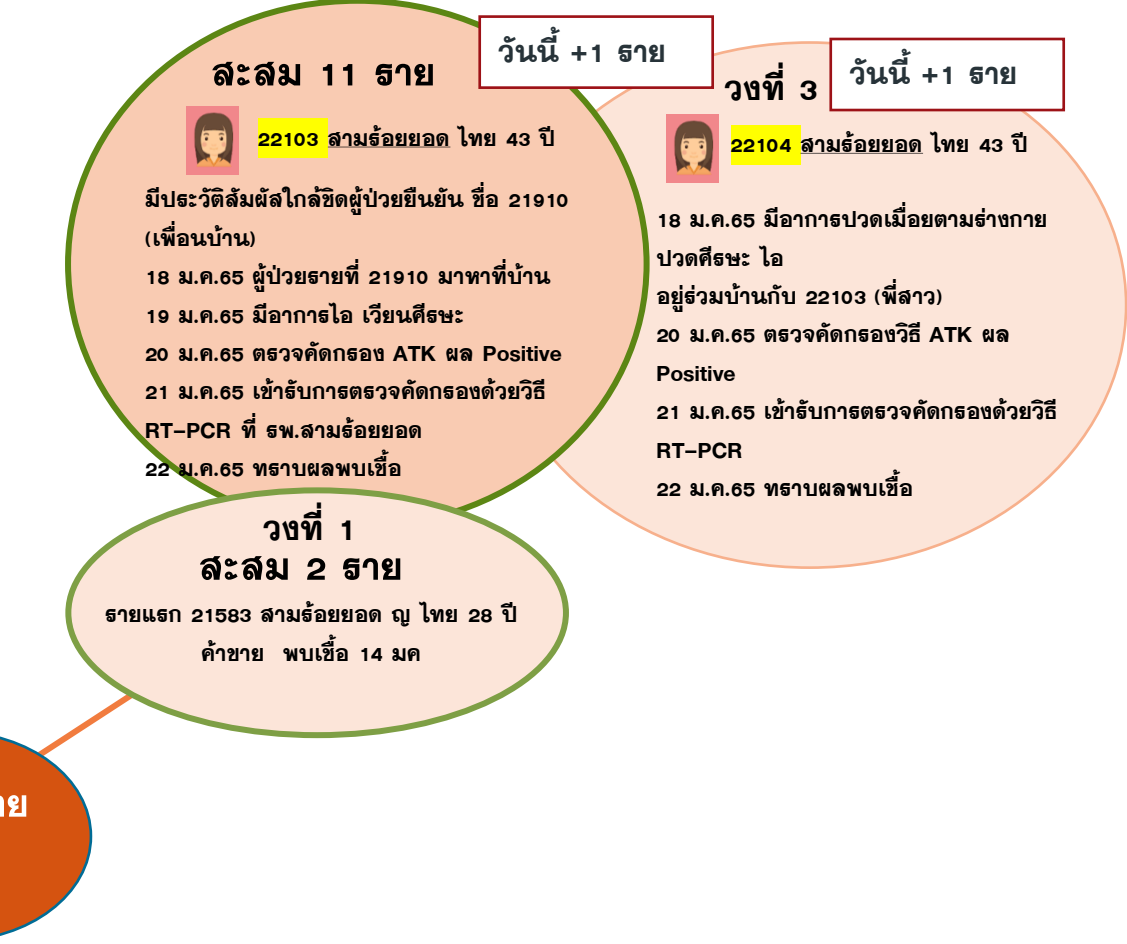 สะสม 11 ราย
วันนี้ +1 ราย
22103 สามร้อยยอด ไทย 43 ปี
มีประวัติสัมผัสใกล้ชิดผู้ป่วยยืนยัน ชื่อ 21910
(เพื่อนบ้าน)
18 ม.ค.65 ผู้ป่วยรายที่ 21910 มาหาที่บ้าน
19 ม.ค.65 มีอาการไอ เวียนศีรษะ
20 ม.ค.65 ตรวจคัดกรอง ATK ผล Positive
21 ม.ค.65 เข้ารับการตรวจคัดกรองด้วยวิธี
RT-PCR ที่ รพ.สามร้อยยอด
22 ม.ค.65 ทราบผลพบเชื้อ
วงที่ 3
วันนี้ +1 ราย
22104 สามร้อยยอด ไทย 43 ปี
18 ม.ค.65 มีอาการปวดเมื่อยตามร่างกาย
ปวดศีรษะ ไอ
อยู่ร่วมบ้านกับ 22103 (พี่สาว)
20 ม.ค.65 ตรวจคัดกรองวิธี ATK ผล
Positive
21 ม.ค.65 เข้ารับการตรวจคัดกรองด้วยวิธี
RT-PCR
22 ม.ค.65 ทราบผลพบเชื้อ
วงที่ 1
สะสม 2 ราย
รายแรก 21583 สามร้อยยอด ญ ไทย 28 ปี
ค้าขาย พบเชื้อ 14 มค